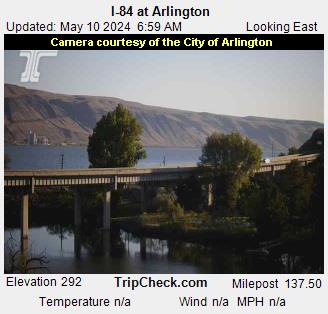 I-84 at Arlington
Updated: May 10 2024 6:59 AM Looking East
Camera courtesy of the City of Arlington
Elevation 292 TripCheck.com Milepost 137.50
Temperature n/a Wind n/a MPH n/a